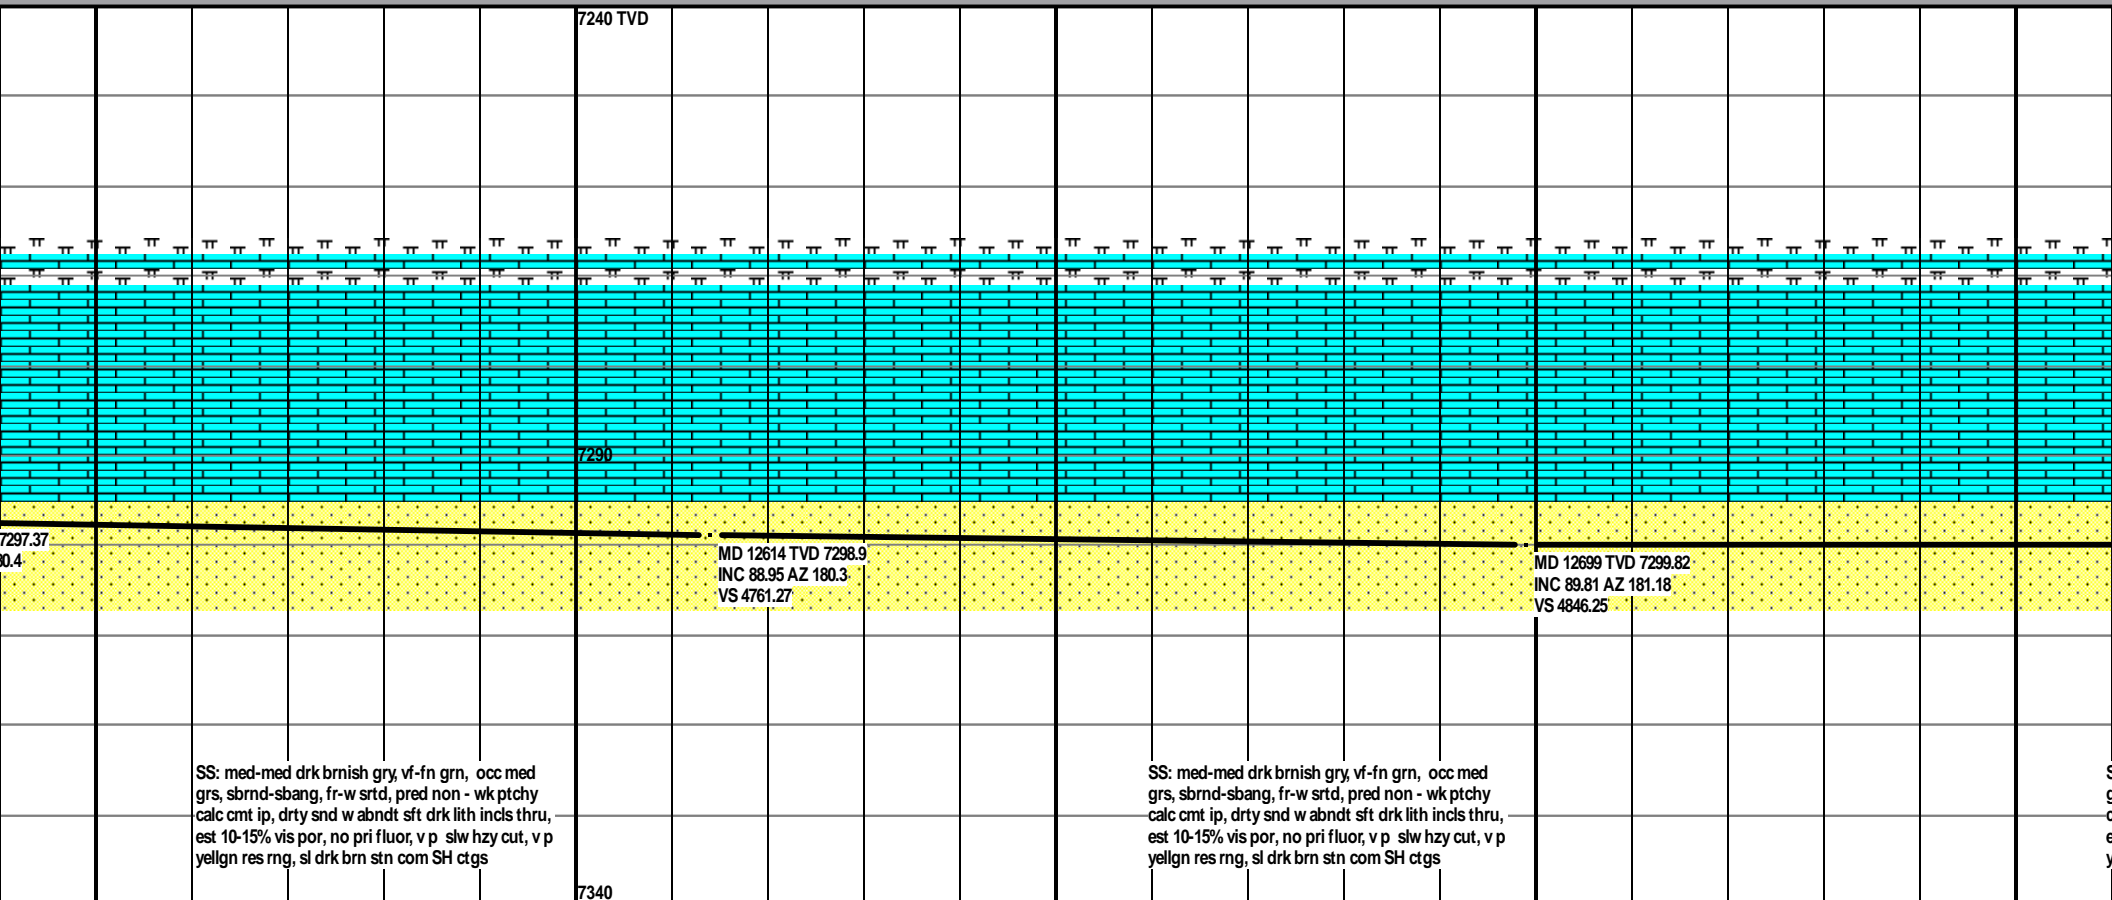 7240 TVD
7290
7297.37
80.4
MD 12614 TVD 7298.9
INC 88.95 AZ 180.3
VS 4761.27
MD 12699 TVD 7299.82
INC 89.81 AZ 181.18
VS 4846.25
SS: med-med drk brnish gry, vf-fn grn, occ med
grs, sbrnd-sbang, fr-w srtd, pred non - wk ptchy
calc cmt ip, drty snd w abndt sft drk lith incls thru,
est 10-15% vis por, no pri fluor, v p slw hzy cut, v p
yellgn res rng, sl drk brn stn com SH ctgs
SS: med-med drk brnish gry, vf-fn grn, occ med
grs, sbrnd-sbang, fr-w srtd, pred non - wk ptchy
calc cmt ip, drty snd w abndt sft drk lith incls thru,
est 10-15% vis por, no pri fluor, v p slw hzy cut, v p
yellgn res rng, sl drk brn stn com SH ctgs
7340